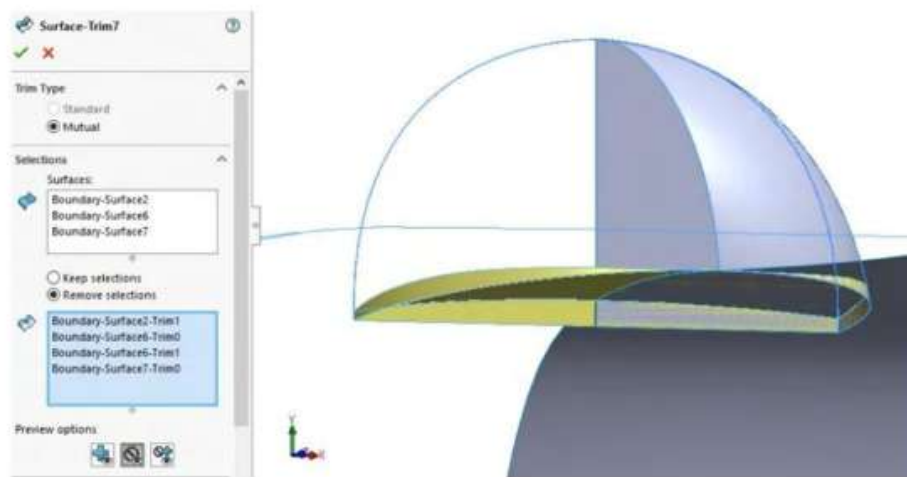 Surface-Trim7
Trim Type
Standard
Mutual
Selections
Surfaces:
Boundary-Surface2
Boundary-Surface6
Boundary-Surface7
Keep selections
Remove selections
Boundary-Surface2-Trim1
Boundary-Surface6-Trim0
Boundary-Surface6-Trim1
Boundary-Surface7-Trim0
Preview options
Y